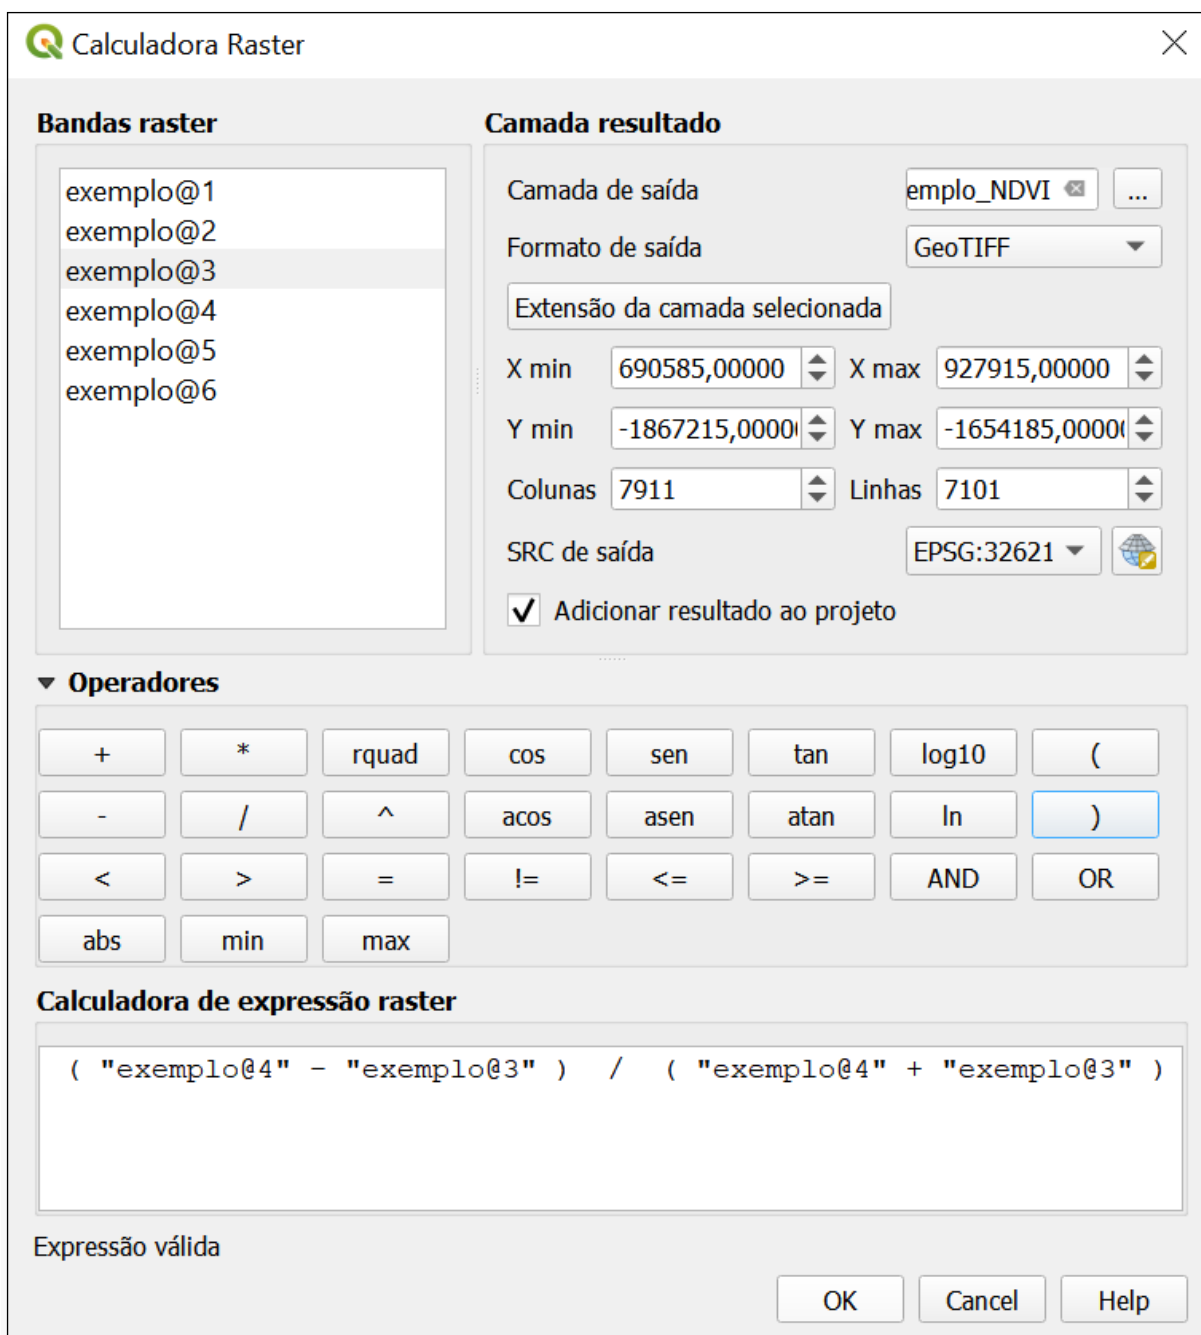 Calculadora Raster
Bandas raster
exemplo@1
exemplo@2
exemplo@3
exemplo@4
exemplo@5
exemplo@6
Camada resultado
Camada de saída emplo_NDVI ...
Formato de saída GeoTIFF
Extensão da camada selecionada
X min 690585,00000 X max 927915,00000
Y min -1867215,0000 Y max -1654185,0000
Colunas 7911 Linhas 7101
SRC de saída EPSG:32621
Adicionar resultado ao projeto
Operadores
+ * rquad cos sen tan log10 (
- / ^ acos asen atan ln )
< > = != <= >= AND OR
abs min max
Calculadora de expressão raster
( "exemplo@4" - "exemplo@3" ) / ( "exemplo@4" + "exemplo@3" )
Expressão válida
OK Cancel Help